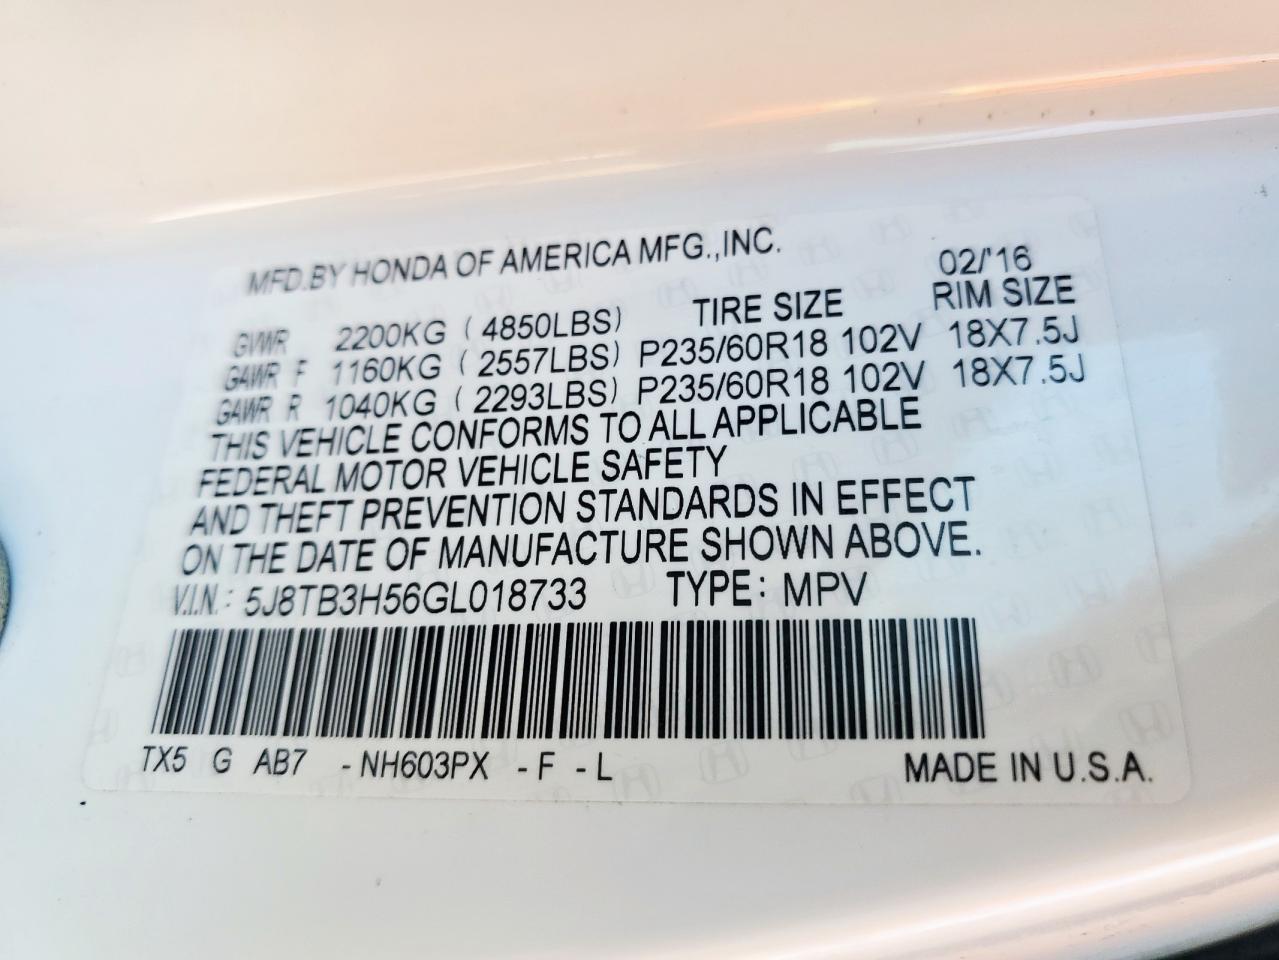 MFD.BY HONDA OF AMERICA MFG.,INC. 02/'16
GVWR 2200KG ( 4850LBS) TIRE SIZE RIM SIZE
GAWR F 1160KG ( 2557LBS) P235/60R18 102V 18X7.5J
GAWR R 1040KG ( 2293LBS) P235/60R18 102V 18X7.5J
THIS VEHICLE CONFORMS TO ALL APPLICABLE
FEDERAL MOTOR VEHICLE SAFETY
AND THEFT PREVENTION STANDARDS IN EFFECT
ON THE DATE OF MANUFACTURE SHOWN ABOVE.
V.I.N.: 5J8TB3H56GL018733 TYPE: MPV
TX5 G AB7 -NH603PX -F -L MADE IN U.S.A.